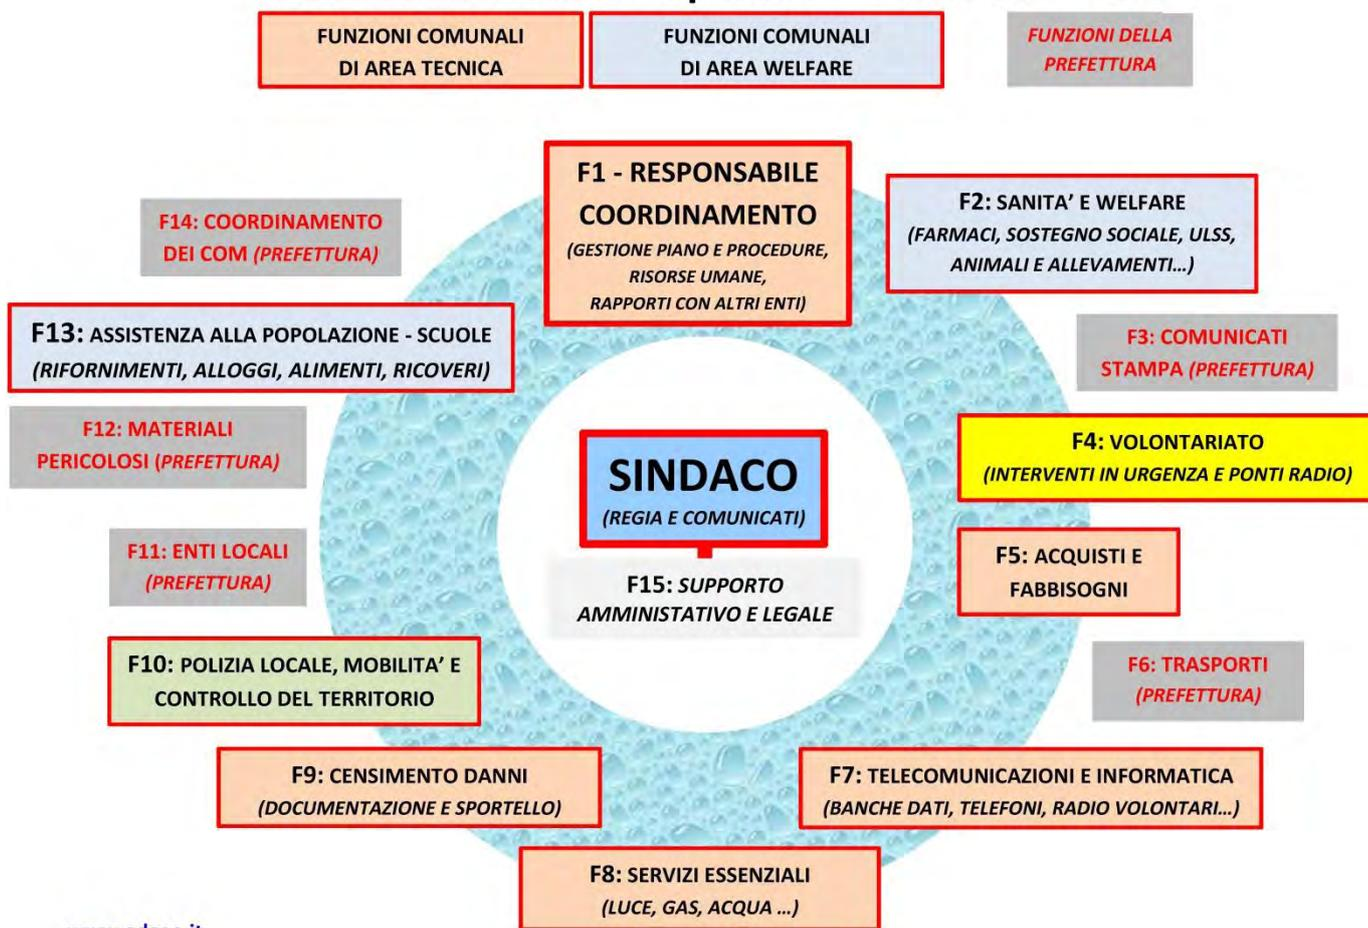 FUNZIONI COMUNALI
DI AREA TECNICA
FUNZIONI COMUNALI
DI AREA WELFARE
FUNZIONI DELLA
PREFETTURA
F1 - RESPONSABILE
COORDINAMENTO
(GESTIONE PIANO E PROCEDURE,
RISORSE UMANE,
RAPPORTI CON ALTRI ENTI)
F2: SANITA' E WELFARE
(FARMACI, SOSTEGNO SOCIALE, ULSS,
ANIMALI E ALLEVAMENTI...)
F3: COMUNICATI
STAMPA (PREFETTURA)
F4: VOLONTARIATO
(INTERVENTI IN URGENZA E PONTI RADIO)
F5: ACQUISTI E
FABBISOGNI
F6: TRASPORTI
(PREFETTURA)
F7: TELECOMUNICAZIONI E INFORMATICA
(BANCHE DATI, TELEFONI, RADIO VOLONTARI...)
F8: SERVIZI ESSENZIALI
(LUCE, GAS, ACQUA ...)
F9: CENSIMENTO DANNI
(DOCUMENTAZIONE E SPORTELLO)
F10: POLIZIA LOCALE, MOBILITA' E
CONTROLLO DEL TERRITORIO
F11: ENTI LOCALI
(PREFETTURA)
F12: MATERIALI
PERICOLOSI (PREFETTURA)
F13: ASSISTENZA ALLA POPOLAZIONE - SCUOLE
(RIFORNIMENTI, ALLOGGI, ALIMENTI, RICOVERI)
F14: COORDINAMENTO
DEI COM (PREFETTURA)
SINDACO
(REGIA E COMUNICATI)
F15: SUPPORTO
AMMINISTATIVO E LEGALE